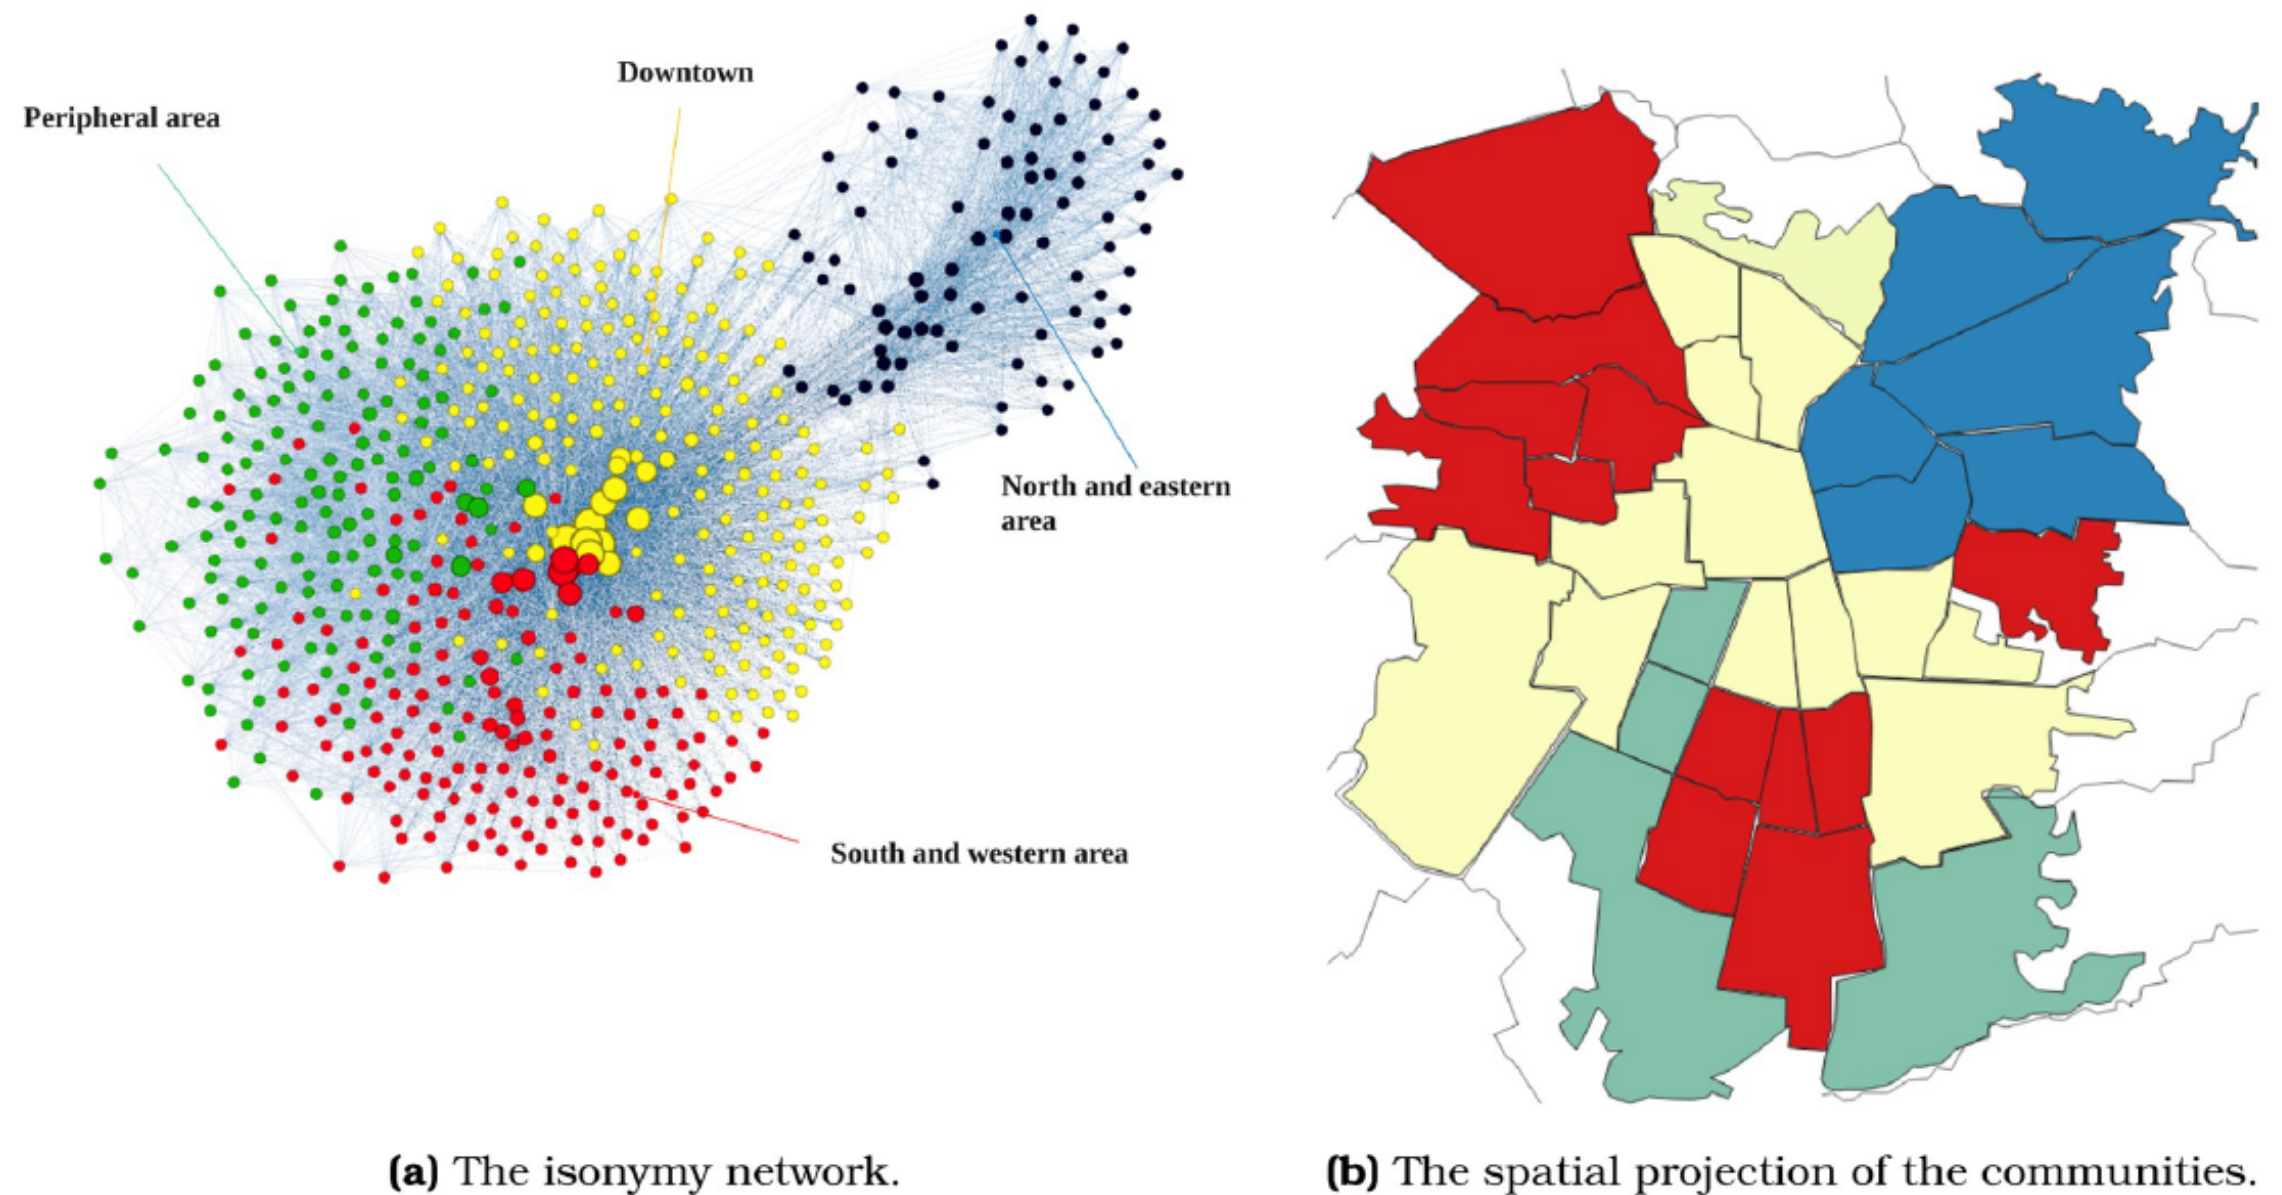 Downtown
Peripheral area
North and eastern
area
South and western area
(a) The isonymy network.
(b) The spatial projection of the communities.